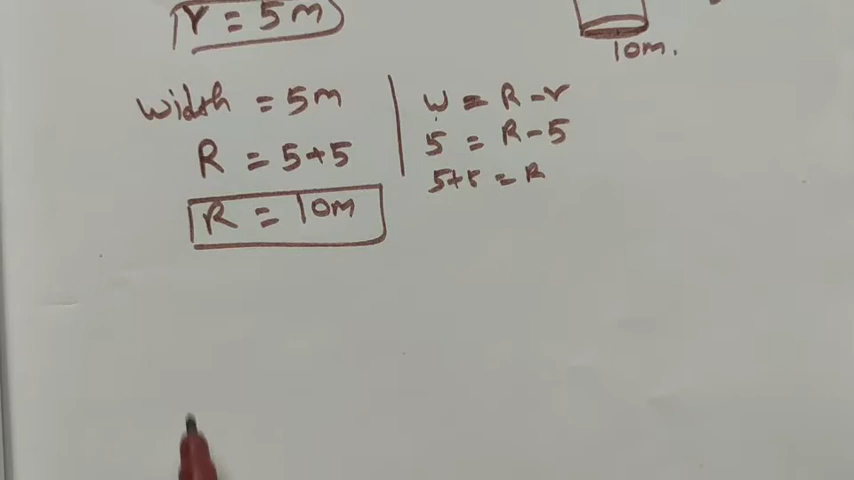 r = 5m
10m.
width = 5m
R = 5+5
R = 10m
w = R-r
5 = R-5
5+5 = R